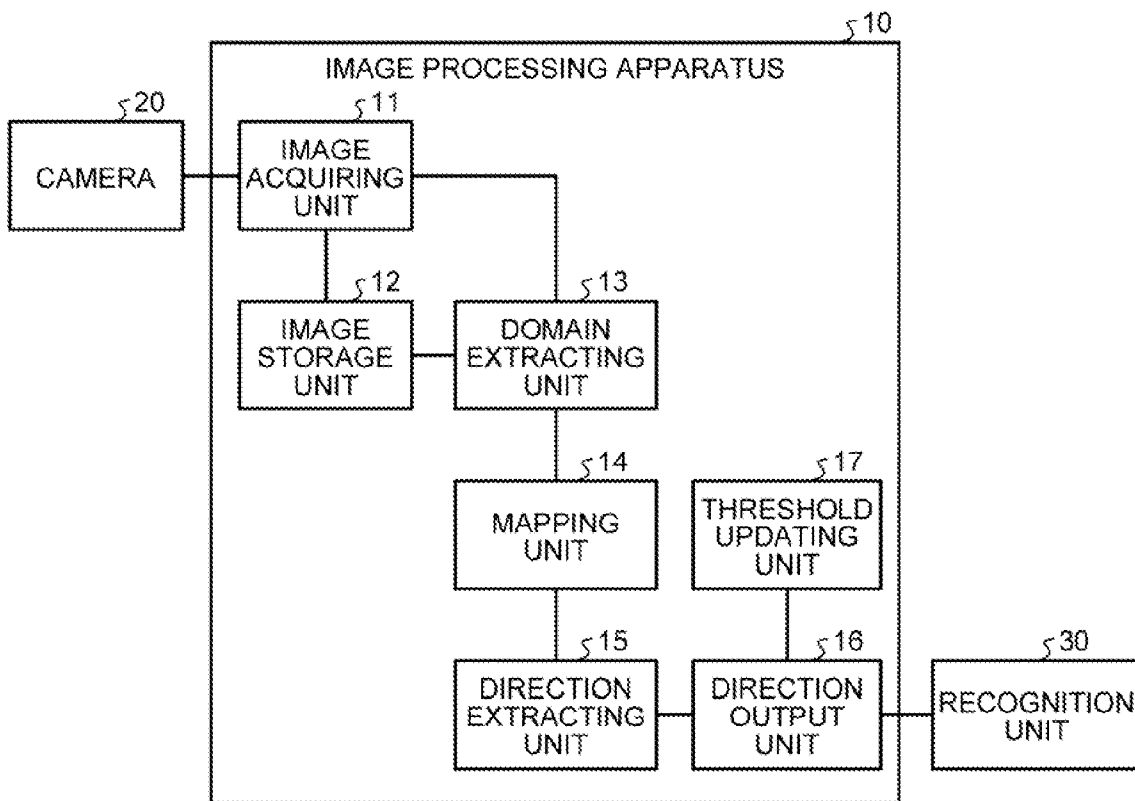 10
IMAGE PROCESSING APPARATUS
20
CAMERA
11
IMAGE
ACQUIRING
UNIT
12
IMAGE
STORAGE
UNIT
13
DOMAIN
EXTRACTING
UNIT
14
MAPPING
UNIT
17
THRESHOLD
UPDATING
UNIT
15
DIRECTION
EXTRACTING
UNIT
16
DIRECTION
OUTPUT
UNIT
30
RECOGNITION
UNIT